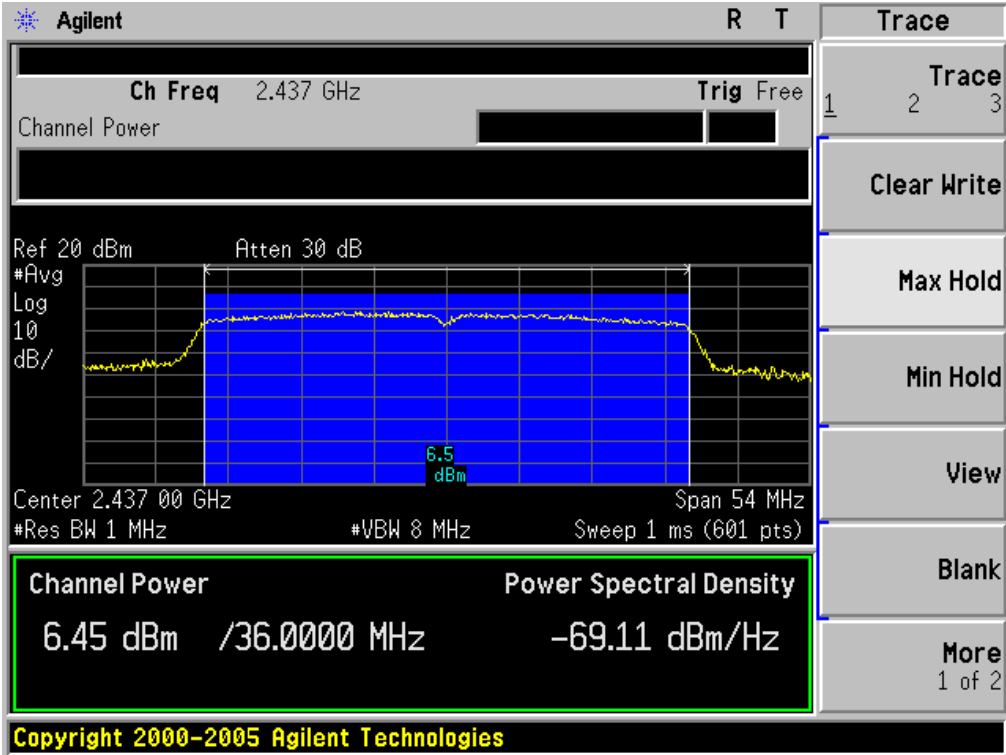 Agilent R T
Ch Freq 2.437 GHz Trig Free
Channel Power
Ref 20 dBm Atten 30 dB
#Avg
Log
10
dB/
6.5
dBm
Center 2.437 00 GHz Span 54 MHz
#Res BW 1 MHz #VBW 8 MHz Sweep 1 ms (601 pts)
Channel Power Power Spectral Density
6.45 dBm /36.0000 MHz -69.11 dBm/Hz
Copyright 2000-2005 Agilent Technologies
Trace
Trace
1 2 3
Clear Write
Max Hold
Min Hold
View
Blank
More
1 of 2